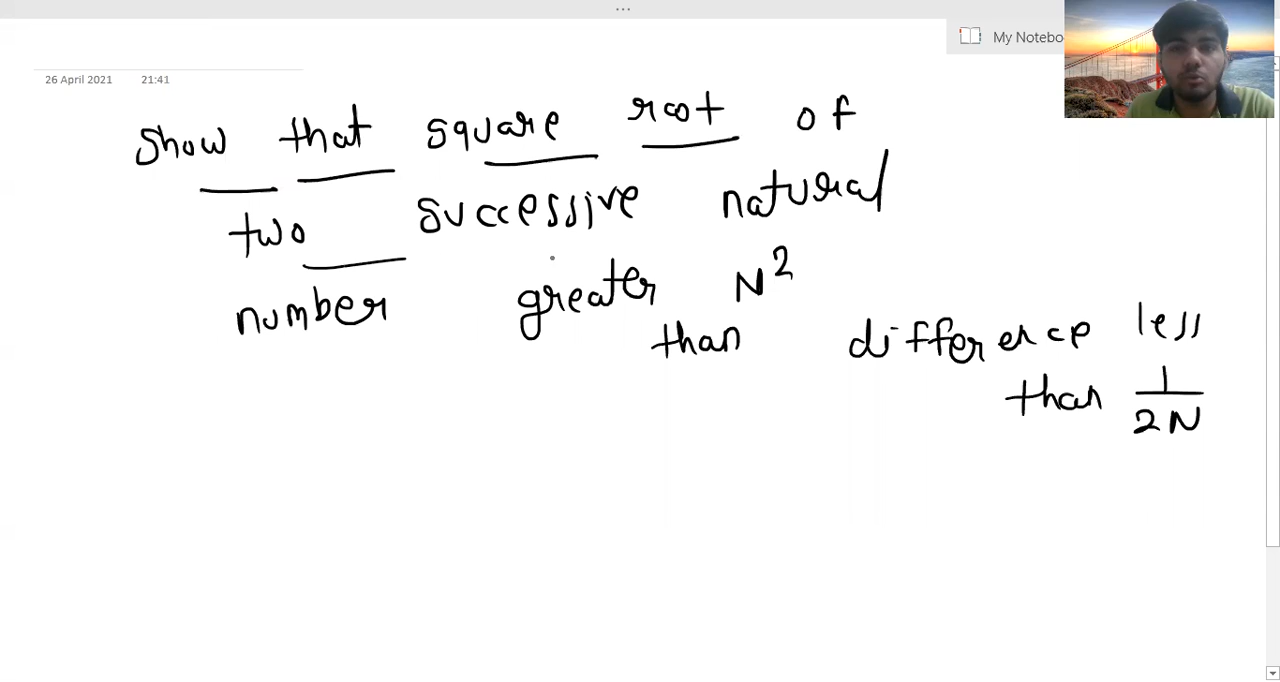 ...
My Notebo
26 April 2021 21:41
Show that square root of
two successive natural
number greater than N²
difference less
than 1/2N